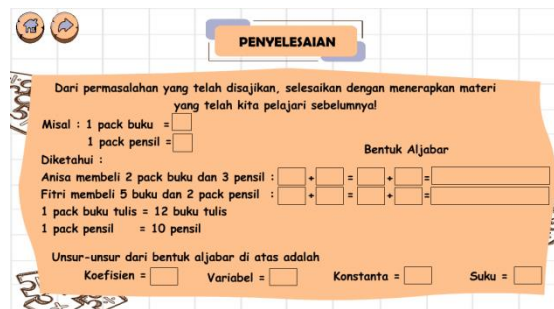 PENYELESAIAN
Dari permasalahan yang telah disajikan, selesaikan dengan menerapkan materi
yang telah kita pelajari sebelumnya!
Misal : 1 pack buku =
1 pack pensil =
Bentuk Aljabar
Diketahui :
Anisa membeli 2 pack buku dan 3 pensil : + = + =
Fitri membeli 5 buku dan 2 pack pensil : + = + =
1 pack buku tulis = 12 buku tulis
1 pack pensil = 10 pensil
Unsur-unsur dari bentuk aljabar di atas adalah
Koefisien = Variabel = Konstanta = Suku =